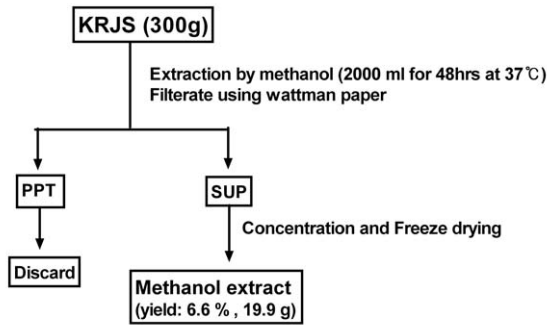 KRJS (300g)
Extraction by methanol (2000 ml for 48hrs at 37℃)
Filterate using wattman paper
PPT
SUP
Concentration and Freeze drying
Discard
Methanol extract
(yield: 6.6 % , 19.9 g)